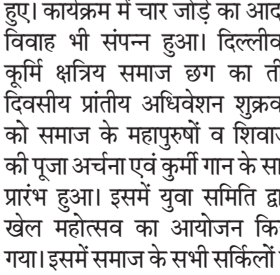 हुए। कार्यक्रम में चार जोड़े का आद
विवाह भी संपन्न हुआ। दिल्लीव
कूर्मि क्षत्रिय समाज छग का ती
दिवसीय प्रांतीय अधिवेशन शुक्रव
को समाज के महापुरुषों व शिवाज
की पूजा अर्चना एवं कुर्मी गान के सा
प्रारंभ हुआ। इसमें युवा समिति द्वा
खेल महोत्सव का आयोजन कि
गया। इसमें समाज के सभी सर्किलों